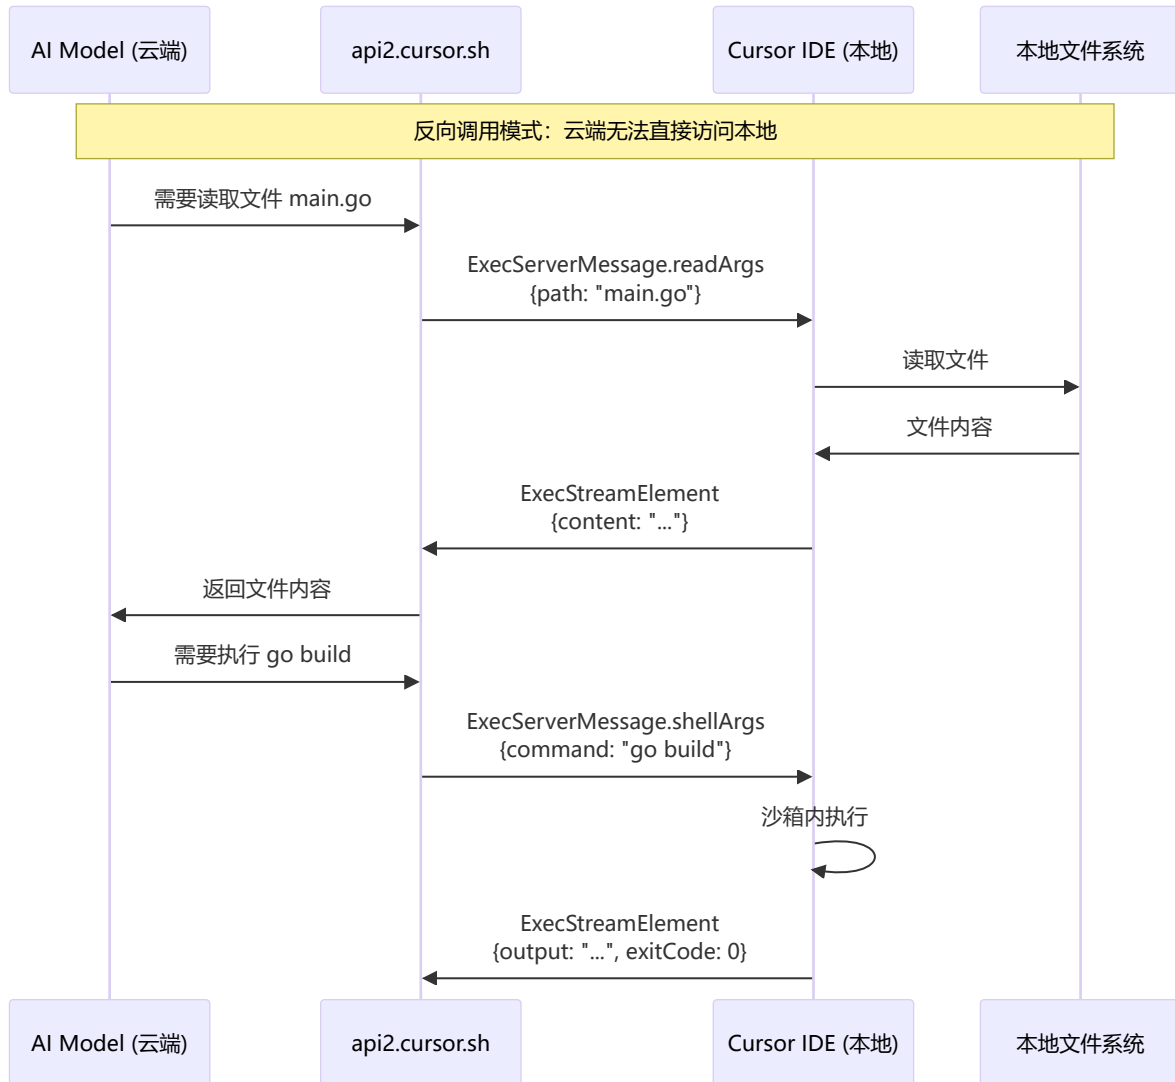 AI Model (云端)
api2.cursor.sh
Cursor IDE (本地)
本地文件系统
反向调用模式：云端无法直接访问本地
需要读取文件 main.go
ExecServerMessage.readArgs
{path: "main.go"}
读取文件
文件内容
ExecStreamElement
{content: "..."}
返回文件内容
需要执行 go build
ExecServerMessage.shellArgs
{command: "go build"}
沙箱内执行
ExecStreamElement
{output: "...", exitCode: 0}
AI Model (云端)
api2.cursor.sh
Cursor IDE (本地)
本地文件系统